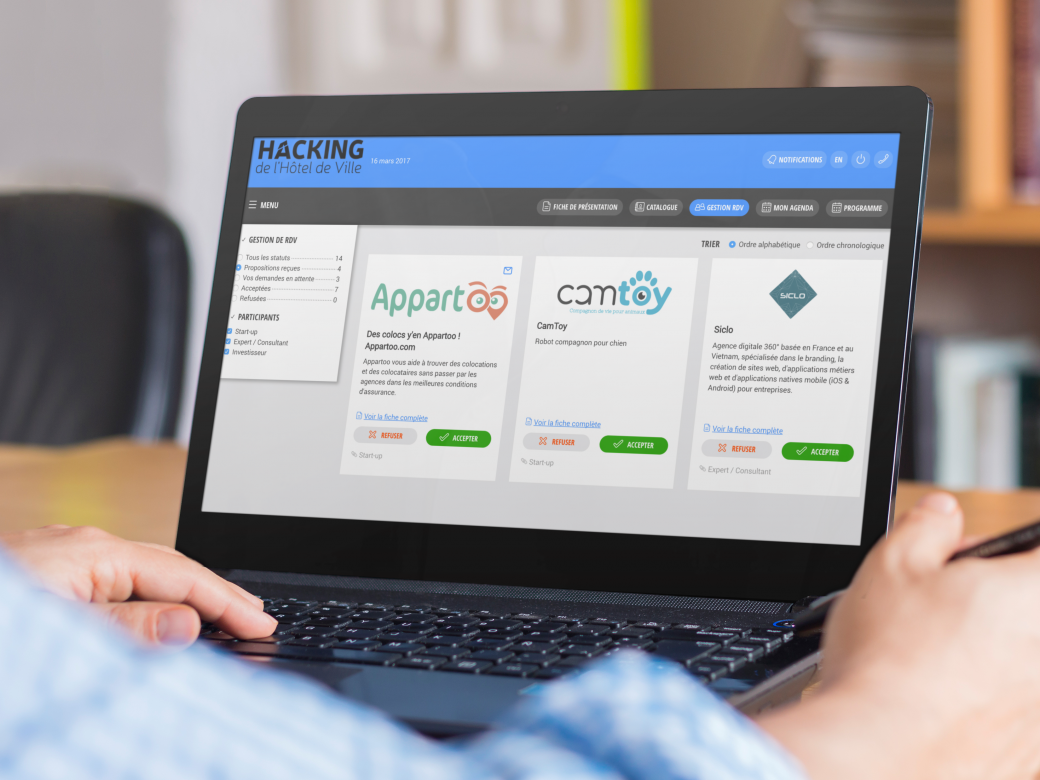 HACKING
de l'Hôtel de Ville
16 mars 2017
NOTIFICATIONS
EN
MENU
FICHE DE PRÉSENTATION
CATALOGUE
GESTION RDV
MON AGENDA
PROGRAMME
GESTION DE RDV
Tous les statuts 14
Propositions reçues 4
Vos demandes en attente 3
Acceptées 7
Refusées 0
PARTICIPANTS
Start-up
Expert / Consultant
Investisseur
TRIER Ordre alphabétique Ordre chronologique
Appartoo
Des colocs y'en Appartoo !
Appartoo.com
Appartoo vous aide à trouver des colocations
et des colocataires sans passer par les
agences dans les meilleures conditions
d'assurance.
Voir la fiche complète
REFUSER
ACCEPTER
Start-up
camtoy
Compagnon de vie pour animaux
CamToy
Robot compagnon pour chien
Voir la fiche complète
REFUSER
ACCEPTER
Start-up
SICLO
Siclo
Agence digitale 360° basée en France et au
Vietnam, spécialisée dans le branding, la
création de sites web, d'applications métiers
web et d'applications natives mobile (iOS &
Android) pour entreprises.
Voir la fiche complète
REFUSER
ACCEPTER
Expert / Consultant